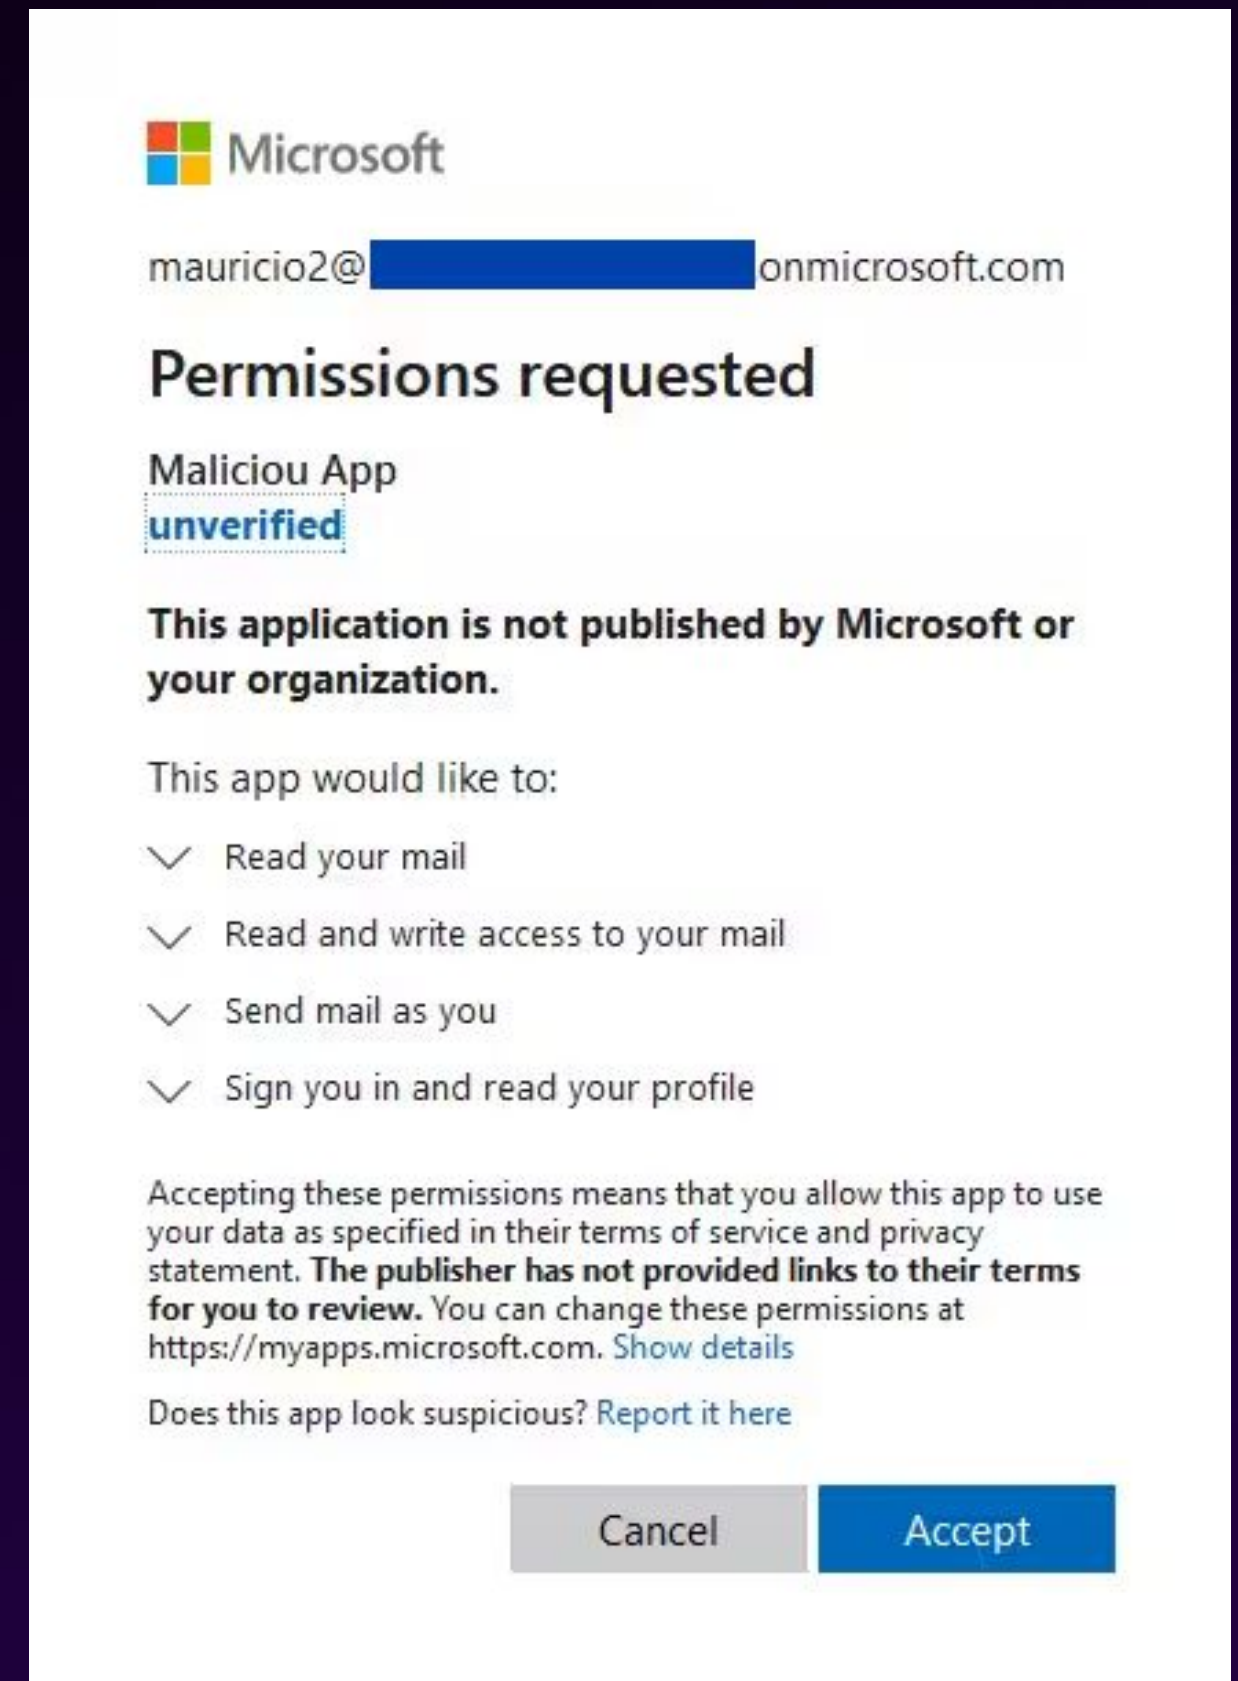 Microsoft
mauricio2@ onmicrosoft.com
Permissions requested
Maliciou App
unverified
This application is not published by Microsoft or
your organization.
This app would like to:
Read your mail
Read and write access to your mail
Send mail as you
Sign you in and read your profile
Accepting these permissions means that you allow this app to use
your data as specified in their terms of service and privacy
statement. The publisher has not provided links to their terms
for you to review. You can change these permissions at
https://myapps.microsoft.com. Show details
Does this app look suspicious? Report it here
Cancel Accept